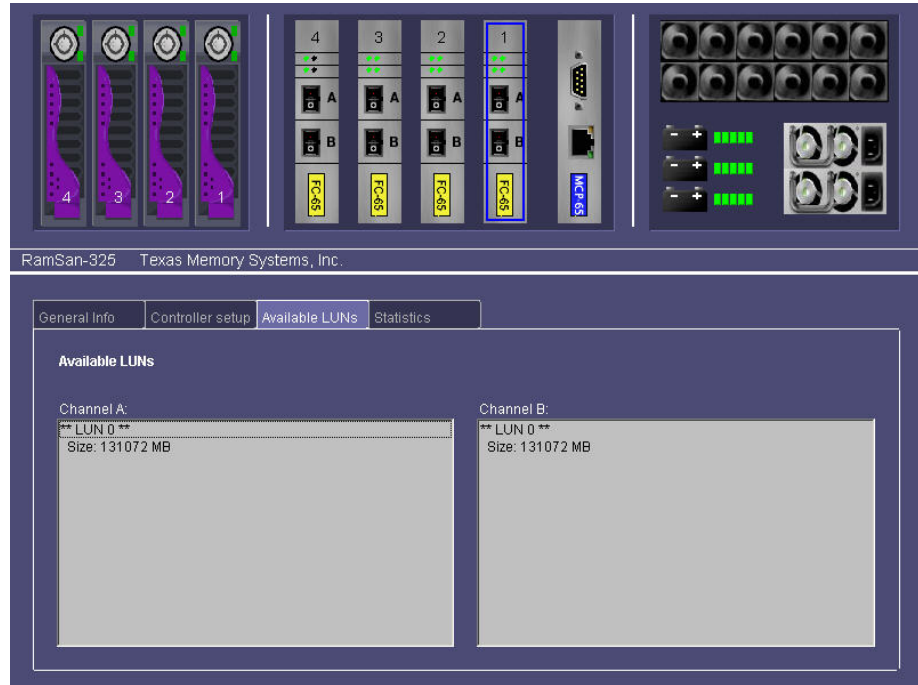 4 3 2 1
4 3 2 1
A A A A
B B B B
FC-65 FC-65 FC-65 FC-65 MCP-65
- +
- +
- +
RamSan-325 Texas Memory Systems, Inc.
General Info Controller setup Available LUNs Statistics
Available LUNs
Channel A:
** LUN 0 **
Size: 131072 MB
Channel B:
** LUN 0 **
Size: 131072 MB